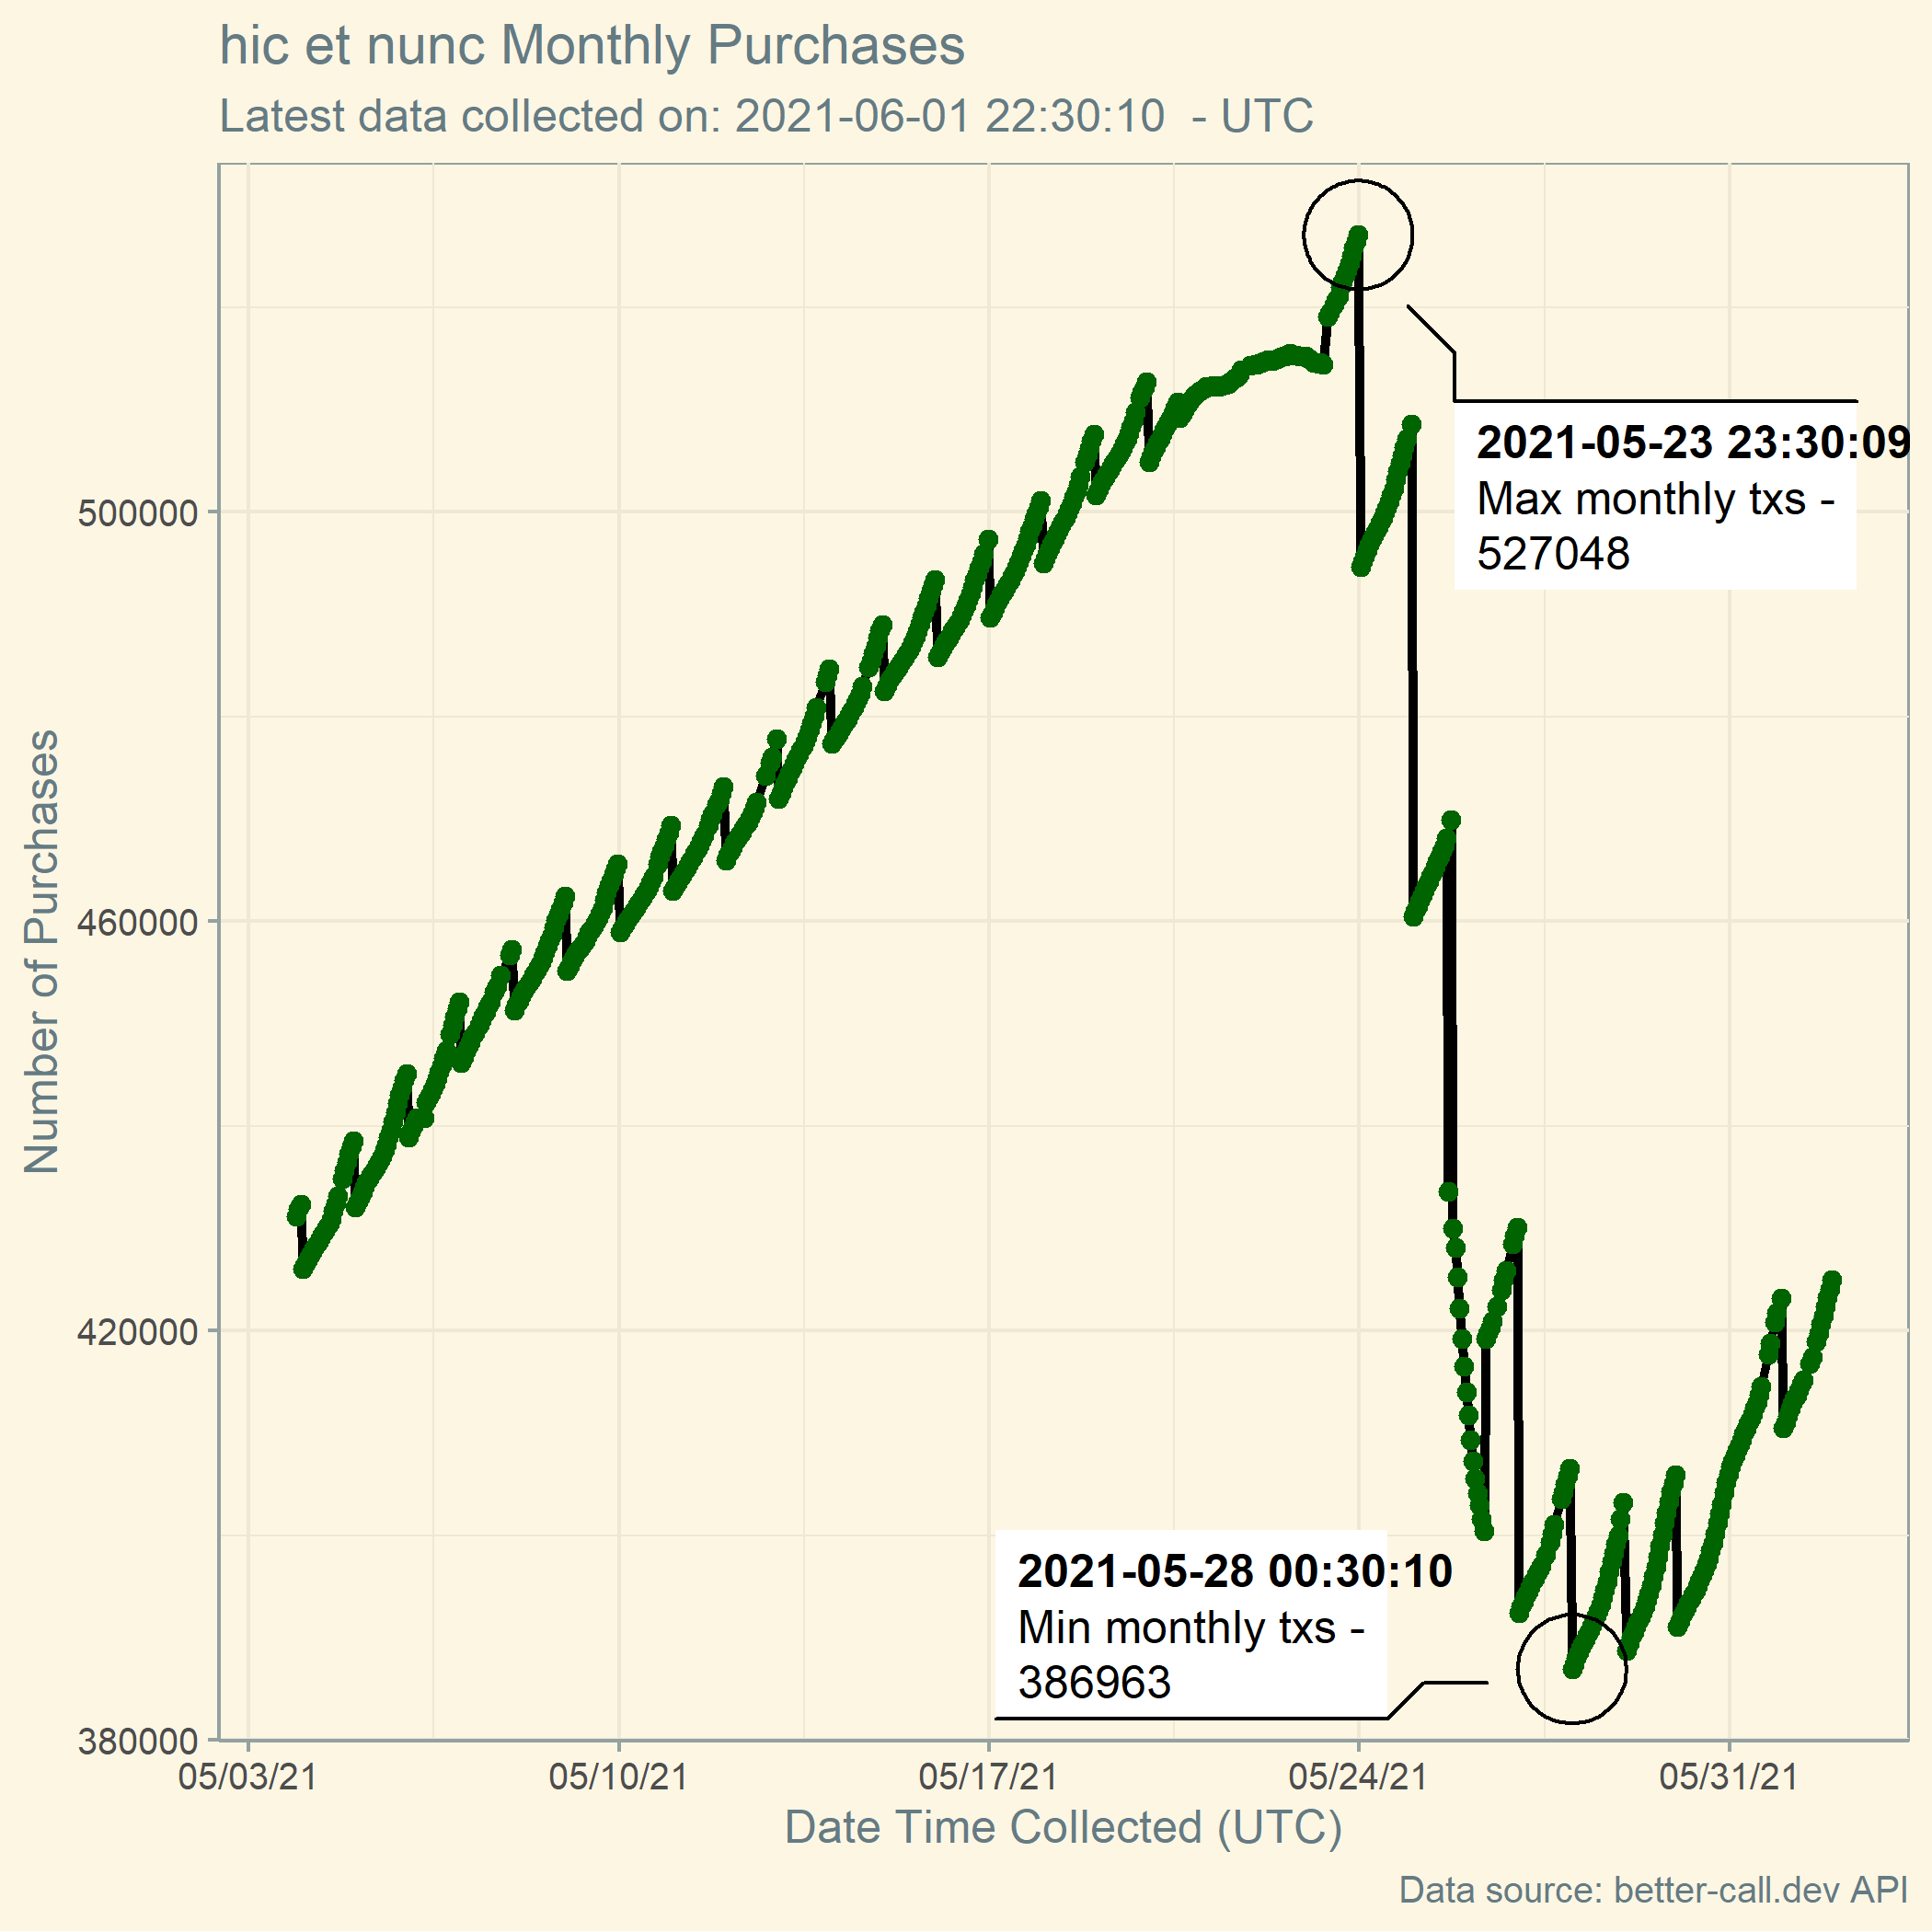 hic et nunc Monthly Purchases
Latest data collected on: 2021-06-01 22:30:10  - UTC
Number of Purchases
500000
460000
420000
380000
2021-05-23 23:30:09
Max monthly txs -
527048
2021-05-28 00:30:10
Min monthly txs -
386963
05/03/21
05/10/21
05/17/21
05/24/21
05/31/21
Date Time Collected (UTC)
Data source: better-call.dev API